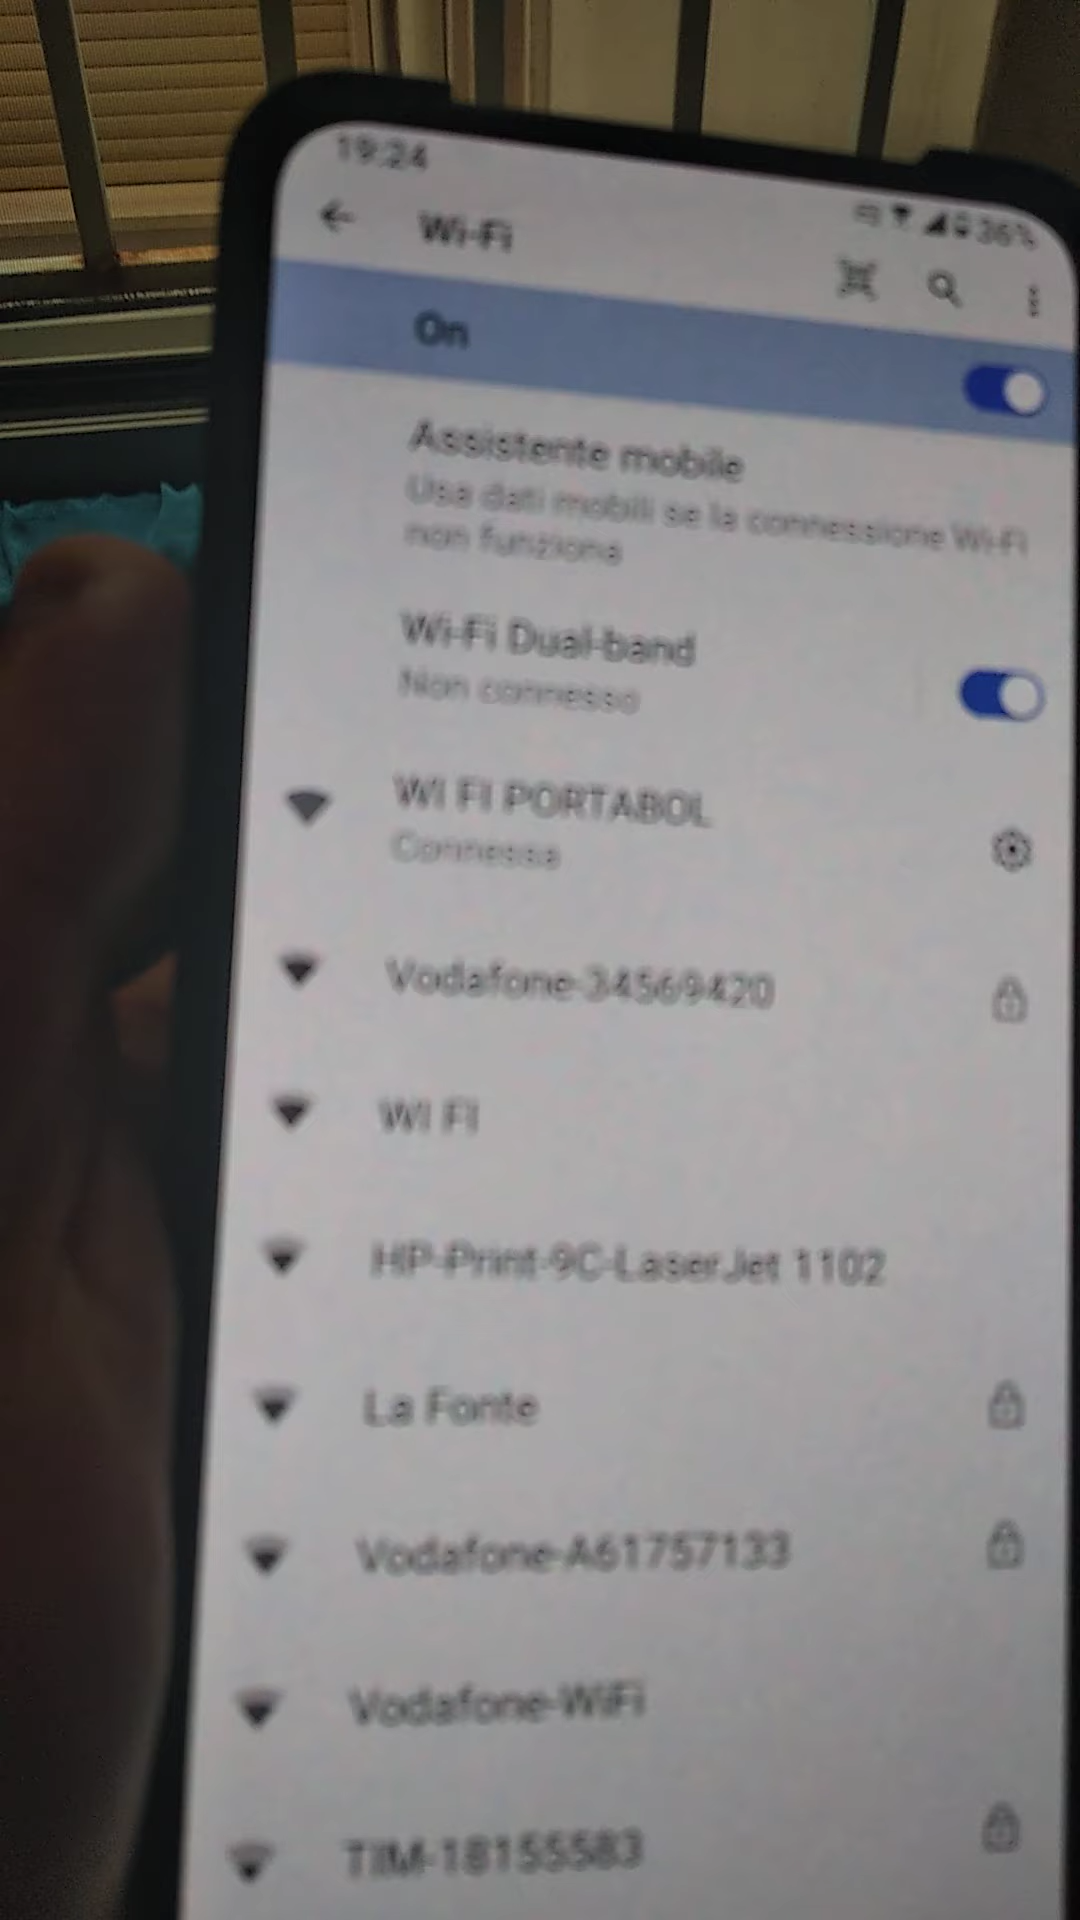 19:24
36%
Wi-Fi
On
Assistente mobile
Usa dati mobili se la connessione Wi-Fi
non funziona
Wi-Fi Dual-band
Non connesso
WI FI PORTABOL
Connessa
Vodafone-34569420
WI FI
HP-Print-9C-LaserJet 1102
La Fonte
Vodafone-A61757133
Vodafone-WiFi
TIM-18155583